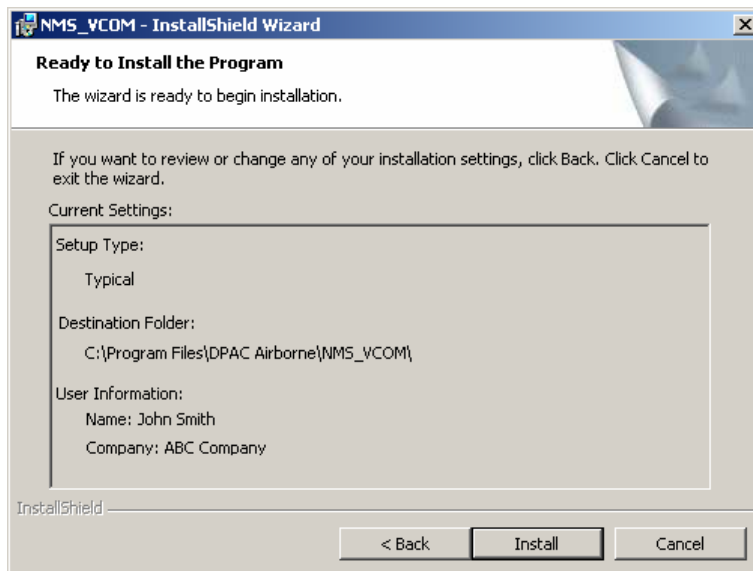 NMS_VCOM - InstallShield Wizard
Ready to Install the Program
The wizard is ready to begin installation.
If you want to review or change any of your installation settings, click Back. Click Cancel to
exit the wizard.
Current Settings:
Setup Type:
Typical
Destination Folder:
C:\Program Files\DPAC Airborne\NMS_VCOM\
User Information:
Name: John Smith
Company: ABC Company
InstallShield
< Back Install Cancel